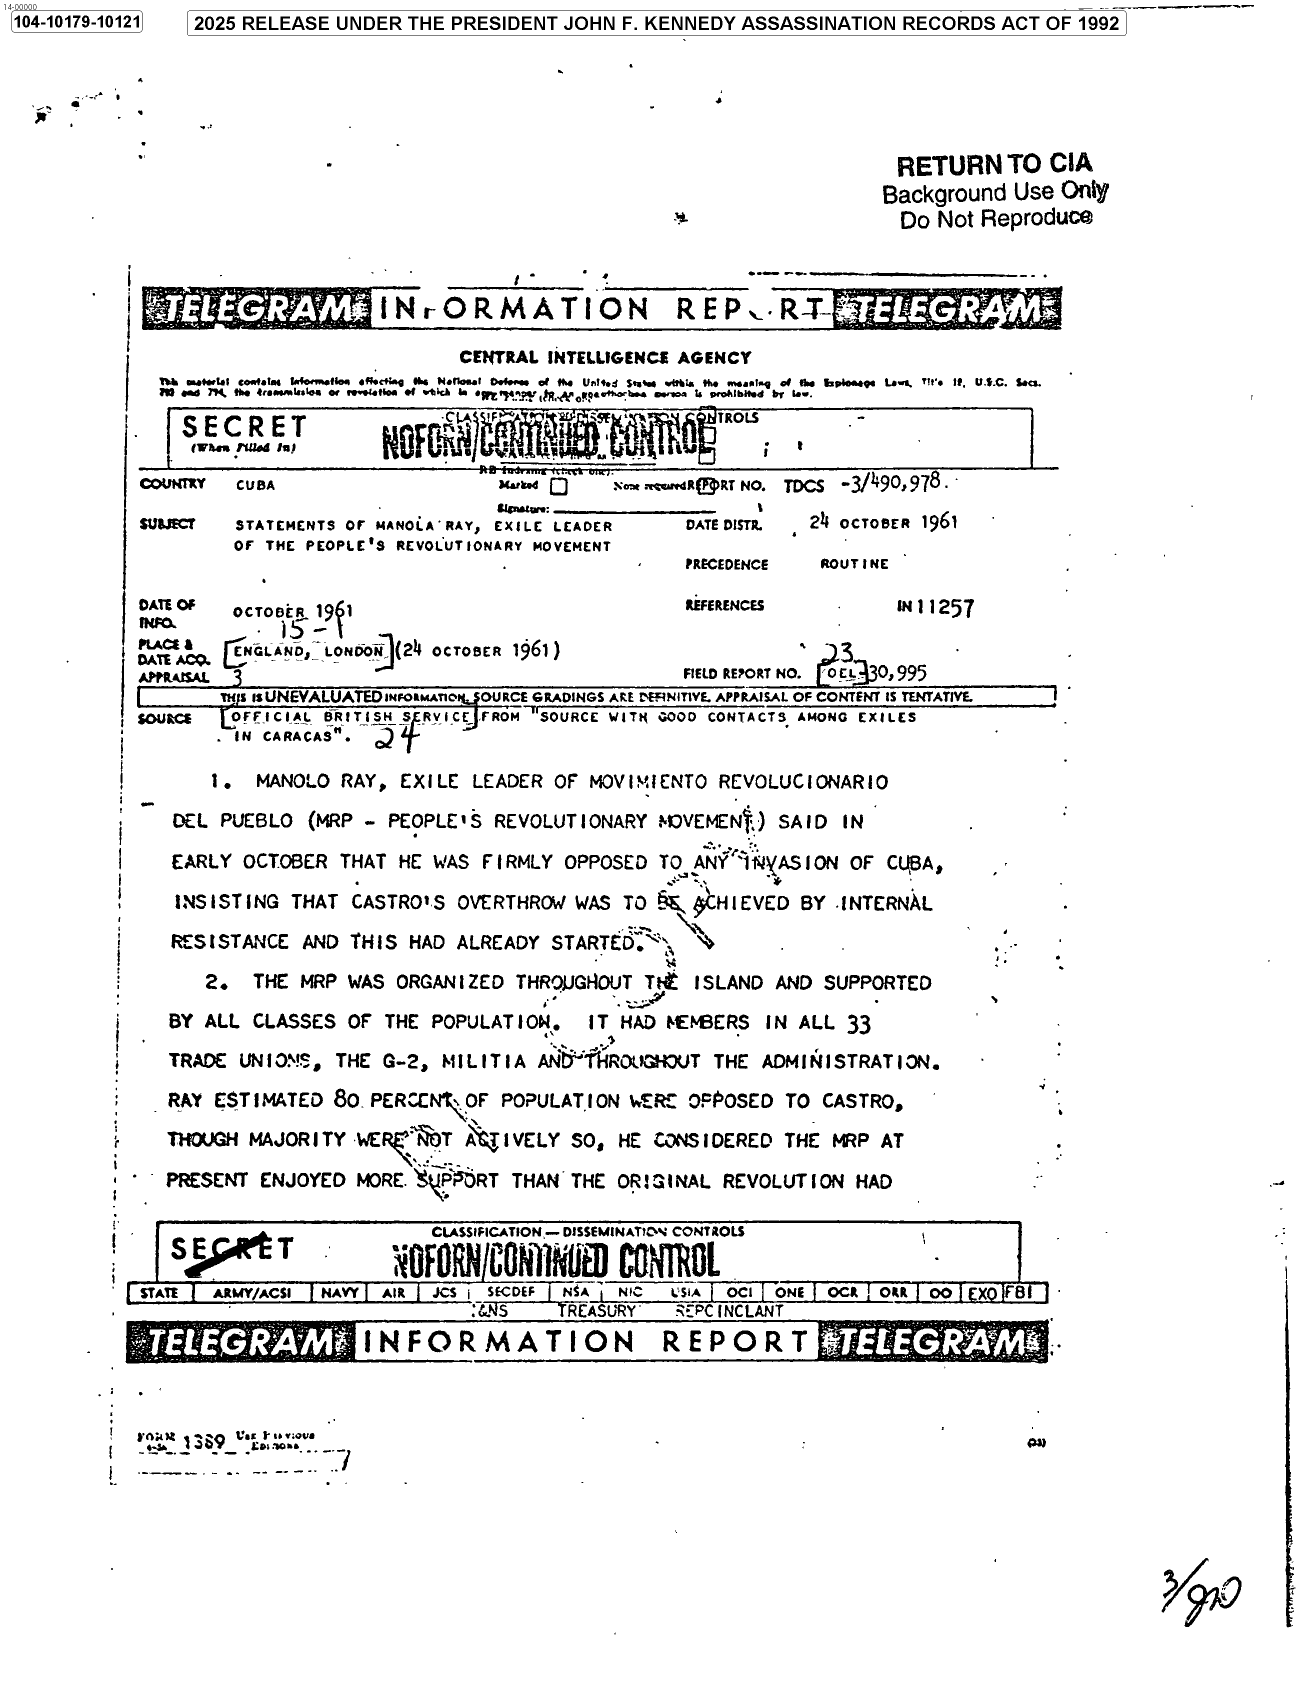 14-00000
104-10179-10121
2025 RELEASE UNDER THE PRESIDENT JOHN F. KENNEDY ASSASSINATION RECORDS ACT OF 1992
RETURN TO CIA
Background Use Only
Do Not Reproduce
TELEGRAM INFORMATION REPORT TELEGRAM
CENTRAL INTELLIGENCE AGENCY
This material contains information affecting the National Defense of the United States within the meaning of the Espionage Laws, Title 18, U.S.C. Secs.
793 and 794, the transmission or revelation of which in any manner to an unauthorized person is prohibited by law.
CLASSIFICATION — DISSEMINATION CONTROLS
SECRET
(When Filled In)
NOFORN/CONTINUED CONTROL
RB Indexing (check one):
Marked None required
Signature:
COUNTRY CUBA
REPORT NO. TDCS -3/490,978.
SUBJECT STATEMENTS OF MANOLA RAY, EXILE LEADER
OF THE PEOPLE'S REVOLUTIONARY MOVEMENT
DATE DISTR. 24 OCTOBER 1961
PRECEDENCE ROUTINE
DATE OF
INFO. OCTOBER 1961
REFERENCES IN 11257
15-1
PLACE &
DATE ACQ. [ENGLAND, LONDON] (24 OCTOBER 1961)
23
APPRAISAL 3
FIELD REPORT NO. [OEL-]30,995
THIS IS UNEVALUATED INFORMATION. SOURCE GRADINGS ARE DEFINITIVE. APPRAISAL OF CONTENT IS TENTATIVE.
SOURCE [OFFICIAL BRITISH SERVICE] FROM "SOURCE WITH GOOD CONTACTS AMONG EXILES
IN CARACAS". 24
1. MANOLO RAY, EXILE LEADER OF MOVIMIENTO REVOLUCIONARIO
DEL PUEBLO (MRP - PEOPLE'S REVOLUTIONARY MOVEMENT) SAID IN
EARLY OCTOBER THAT HE WAS FIRMLY OPPOSED TO ANY INVASION OF CUBA,
INSISTING THAT CASTRO'S OVERTHROW WAS TO BE ACHIEVED BY INTERNAL
RESISTANCE AND THIS HAD ALREADY STARTED.
2. THE MRP WAS ORGANIZED THROUGHOUT THE ISLAND AND SUPPORTED
BY ALL CLASSES OF THE POPULATION. IT HAD MEMBERS IN ALL 33
TRADE UNIONS, THE G-2, MILITIA AND THROUGHOUT THE ADMINISTRATION.
RAY ESTIMATED 80 PERCENT OF POPULATION WERE OPPOSED TO CASTRO,
THOUGH MAJORITY WERE NOT ACTIVELY SO, HE CONSIDERED THE MRP AT
PRESENT ENJOYED MORE SUPPORT THAN THE ORIGINAL REVOLUTION HAD
CLASSIFICATION — DISSEMINATION CONTROLS
SECRET
NOFORN/CONTINUED CONTROL
STATE ARMY/ACSI NAVY AIR JCS SECDEF NSA NIC USIA OCI ONE OCR ORR OO EXO FBI
I&NS TREASURY REPCINCLANT
TELEGRAM INFORMATION REPORT TELEGRAM
FORM 1389 USE PREVIOUS
EDITIONS
1